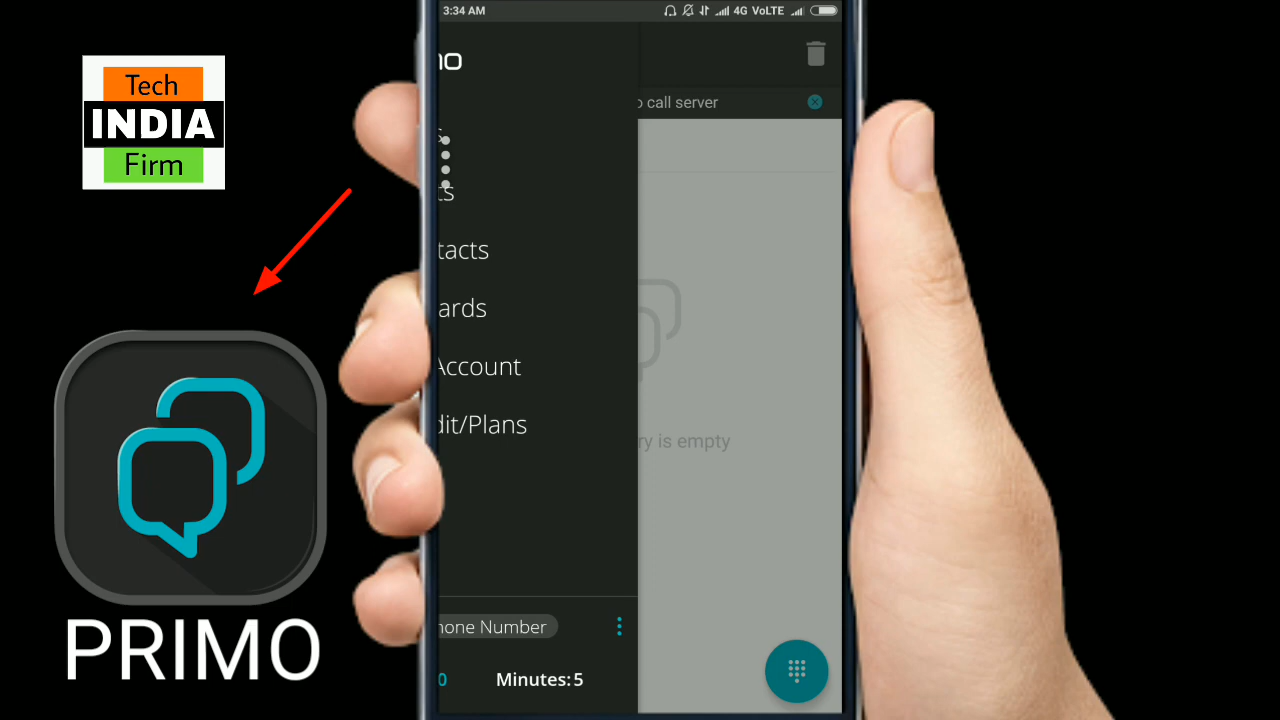 Tech
INDIA
Firm
PRIMO
3:34 AM
4G VoLTE
call server
tacts
ards
Account
dit/Plans
ry is empty
hone Number
0
Minutes: 5